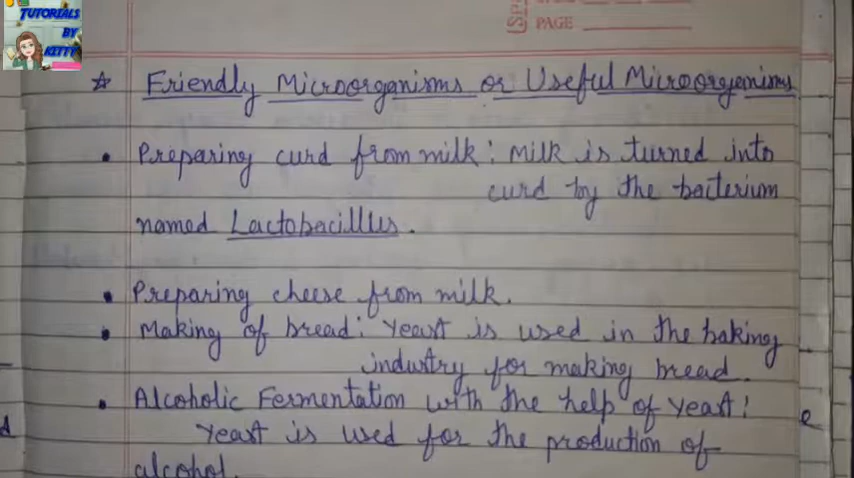 TUTORIALS
BY
KITTY
PAGE
☆ Friendly Microorganisms or Useful Microorgenisms
• Preparing curd from milk: Milk is turned into
curd by the bacterium
named Lactobacillus.
• Preparing cheese from milk.
• Making of bread: Yeast is used in the baking
industry for making bread.
• Alcoholic Fermentation with the help of Yeast:
Yeast is used for the production of
alcohol.